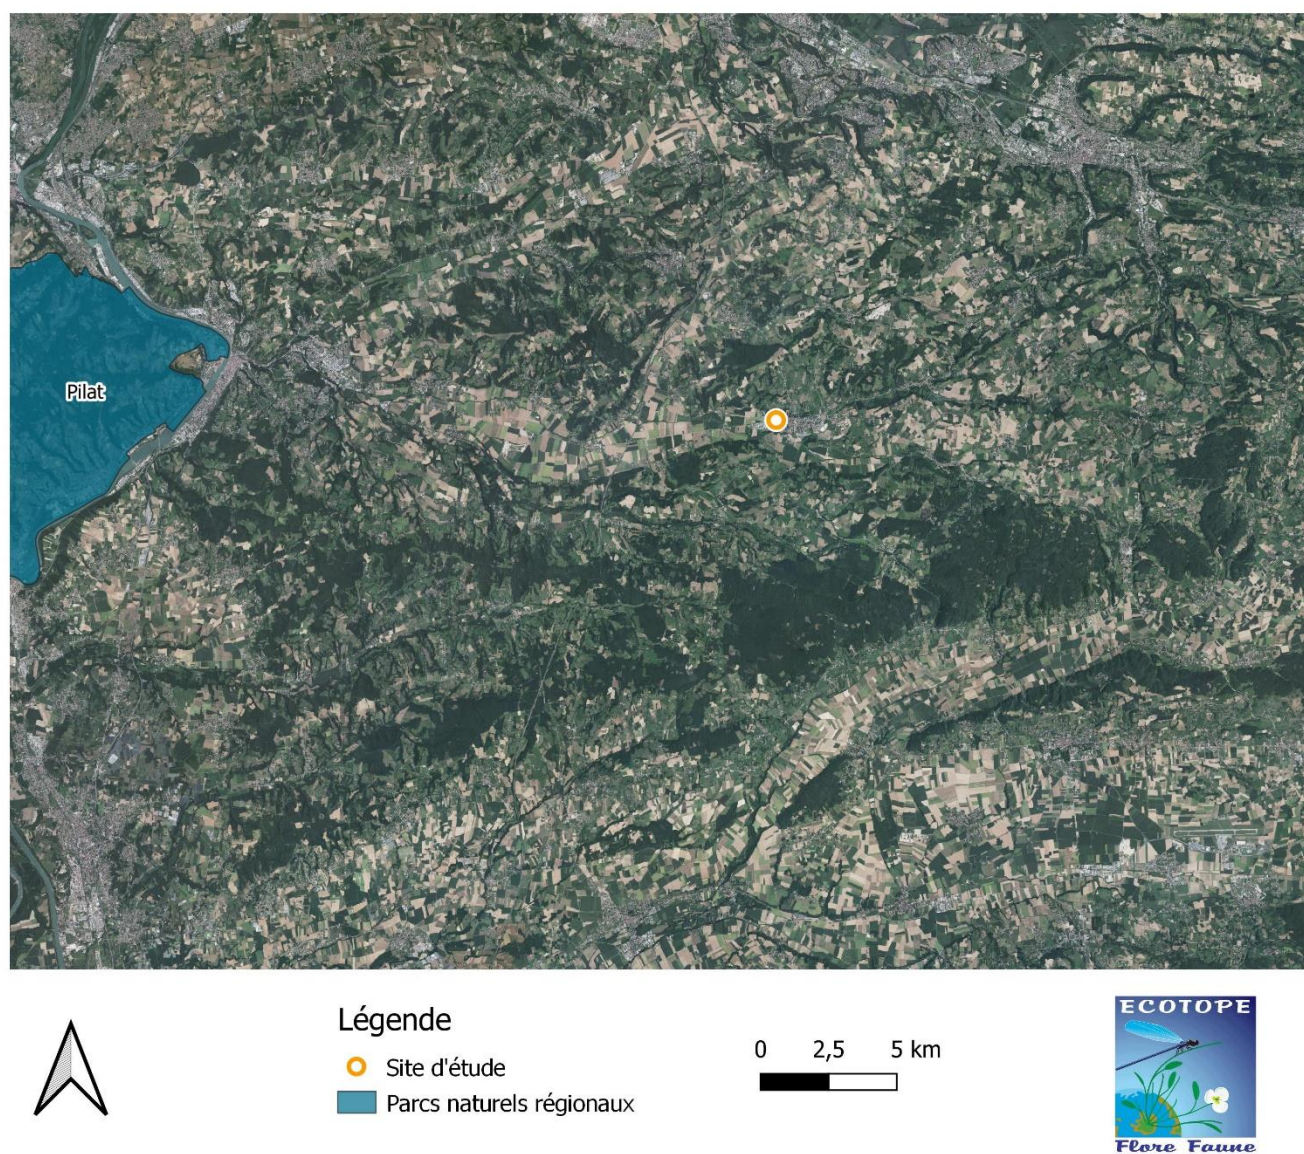 Pilat
Légende
Site d'étude
Parcs naturels régionaux
0 2,5 5 km
ECOTOPE
Flore Faune